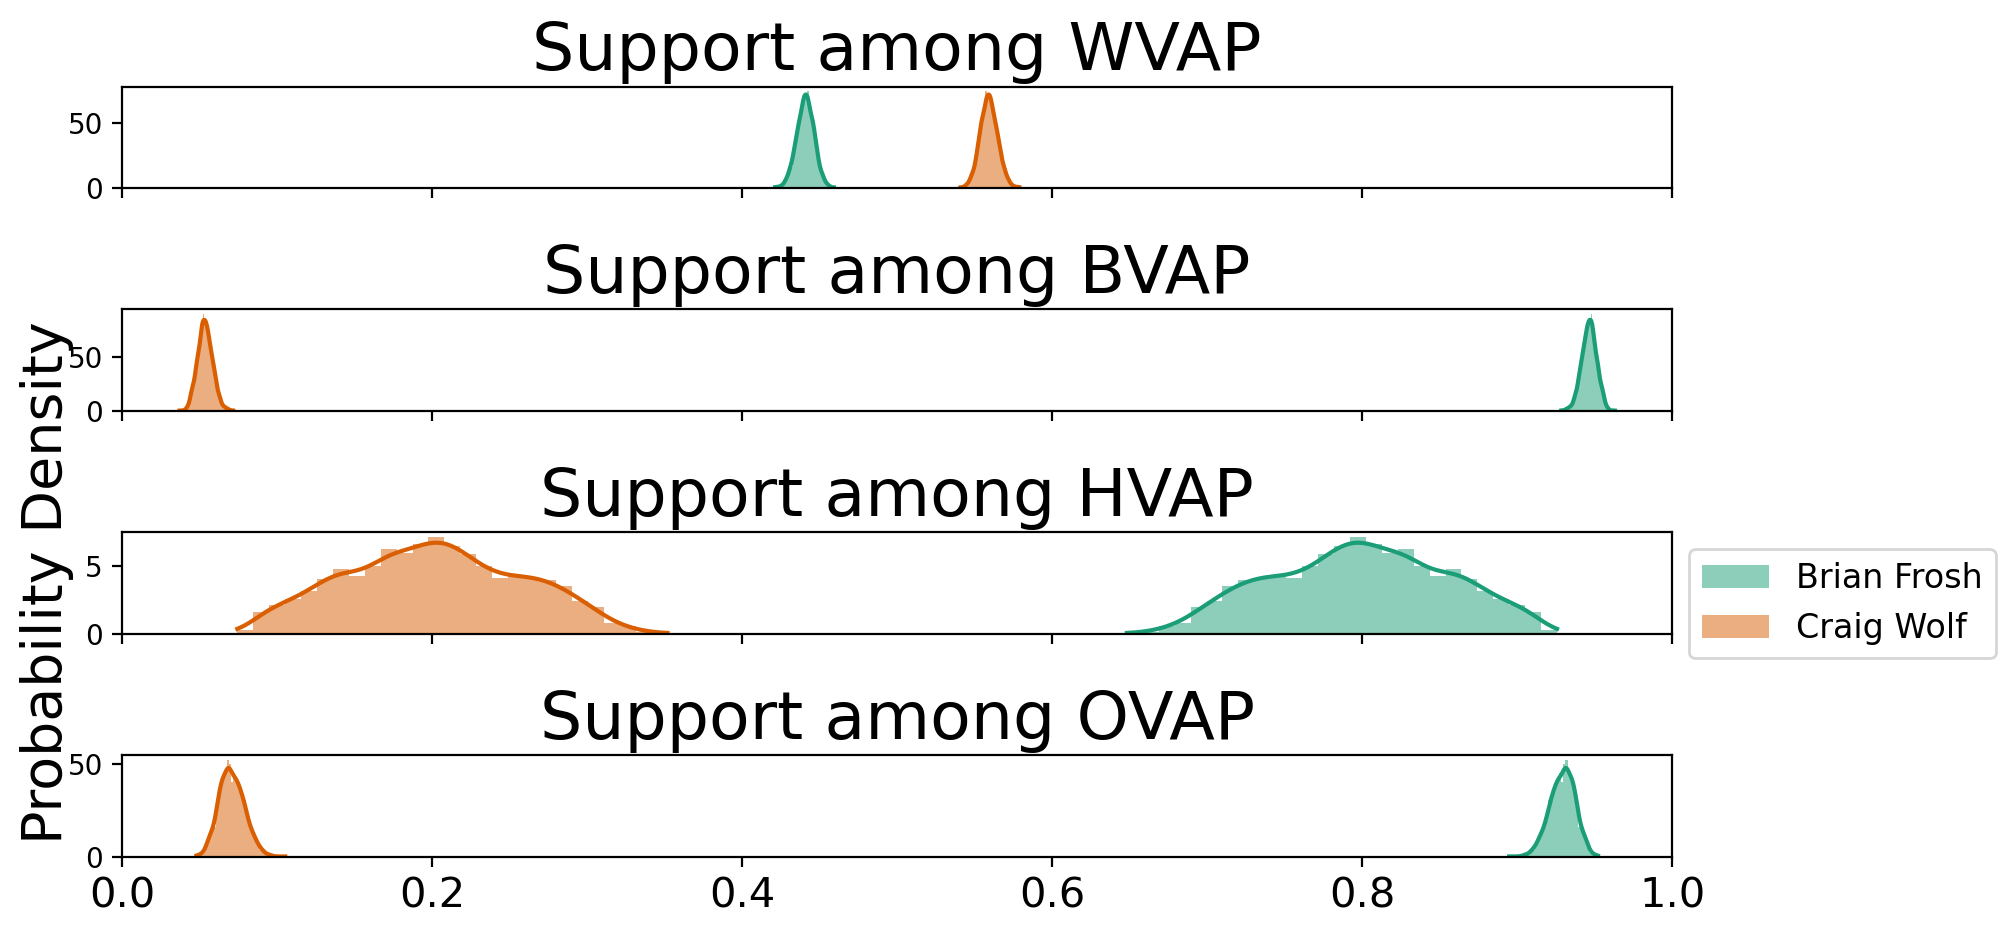 Support among WVAP
50
0
Support among BVAP
50
0
Support among HVAP
5
0
Support among OVAP
50
0
0.0 0.2 0.4 0.6 0.8 1.0
Probability Density
Brian Frosh
Craig Wolf